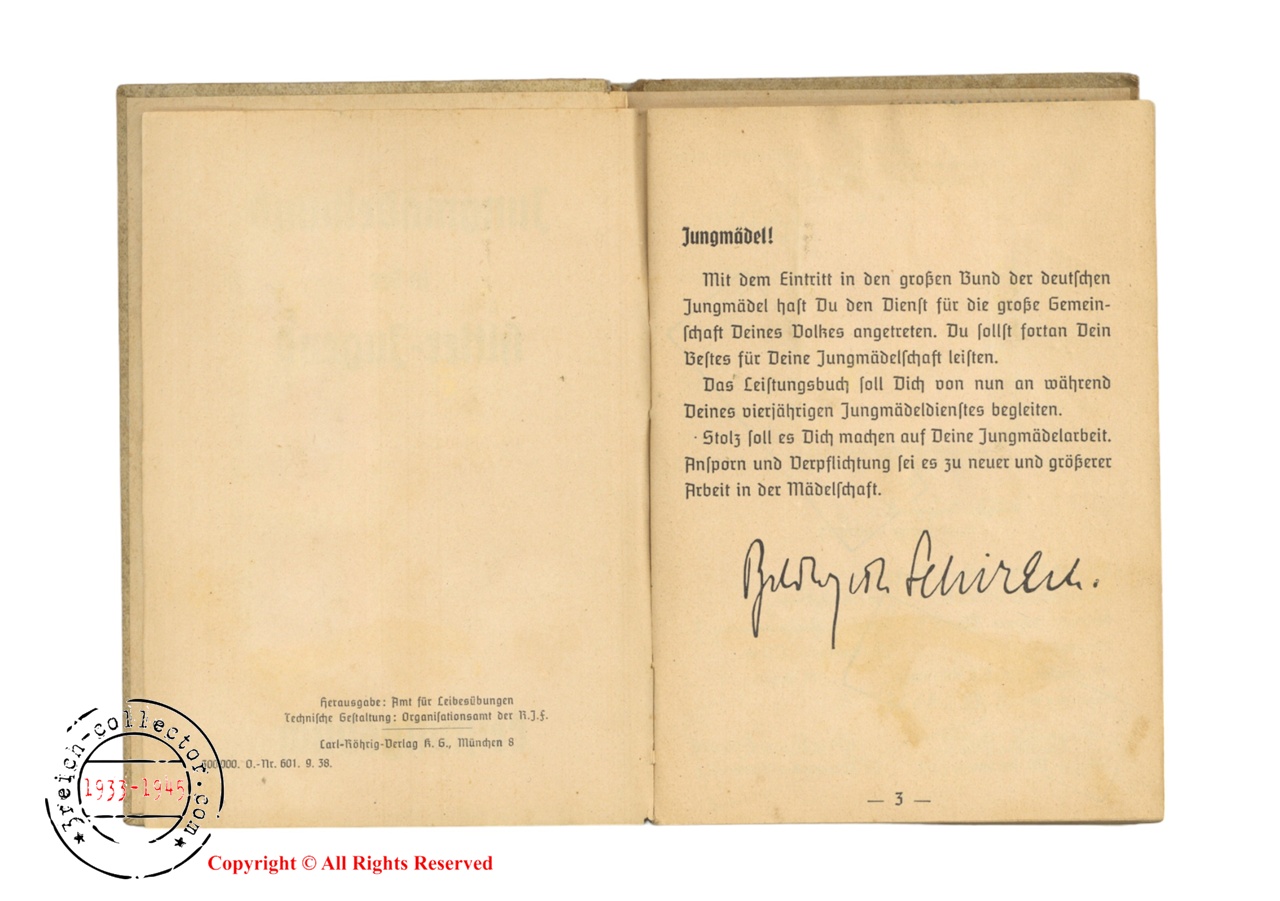 Herausgabe: Amt für Leibesübungen
Technische Gestaltung: Organisationsamt der R.J.F.
Carl-Röhrig-Verlag K. G., München 8
O.-Nr. 601. 9. 38.
Jungmädel!
Mit dem Eintritt in den großen Bund der deutschen
Jungmädel hast Du den Dienst für die große Gemein-
schaft Deines Volkes angetreten. Du sollst fortan Dein
Bestes für Deine Jungmädelschaft leisten.
Das Leistungsbuch soll Dich von nun an während
Deines vierjährigen Jungmädeldienstes begleiten.
Stolz soll es Dich machen auf Deine Jungmädelarbeit.
Ansporn und Verpflichtung sei es zu neuer und größerer
Arbeit in der Mädelschaft.
Baldur von Schirach.
— 3 —
3reich-collector.com
1933-1945
Copyright © All Rights Reserved